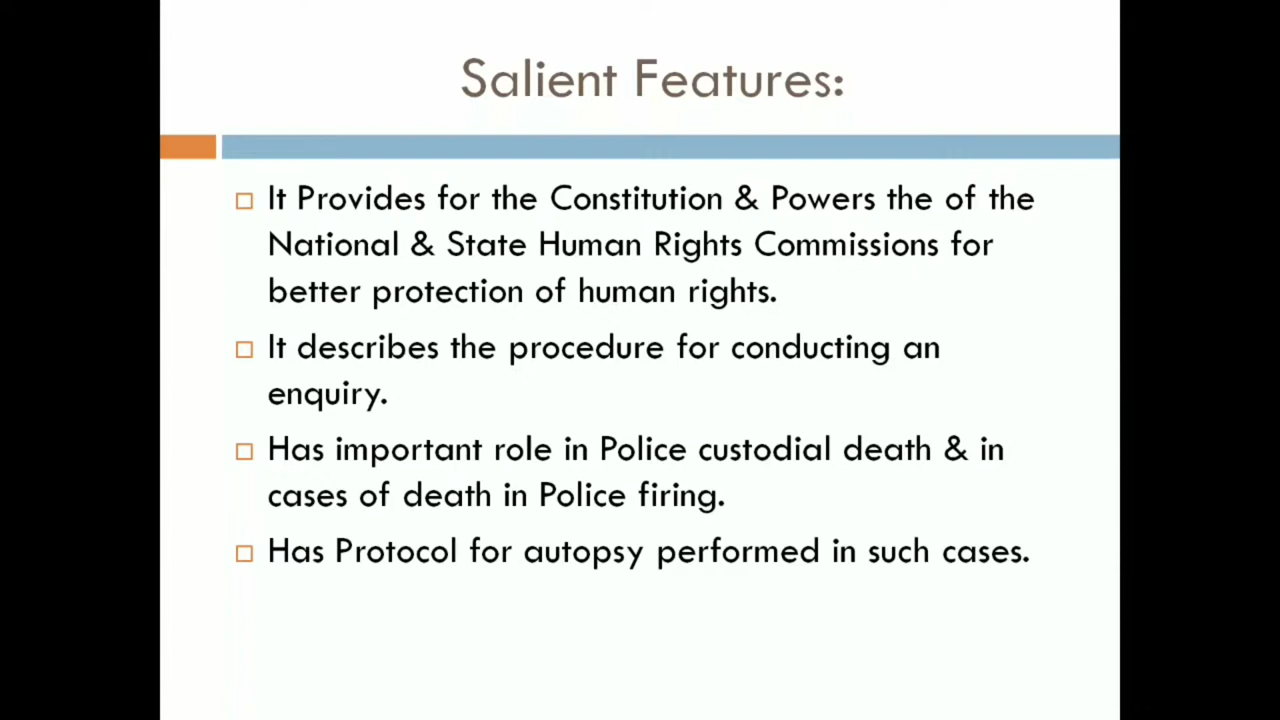 Salient Features:
It Provides for the Constitution & Powers the of the
National & State Human Rights Commissions for
better protection of human rights.
It describes the procedure for conducting an
enquiry.
Has important role in Police custodial death & in
cases of death in Police firing.
Has Protocol for autopsy performed in such cases.